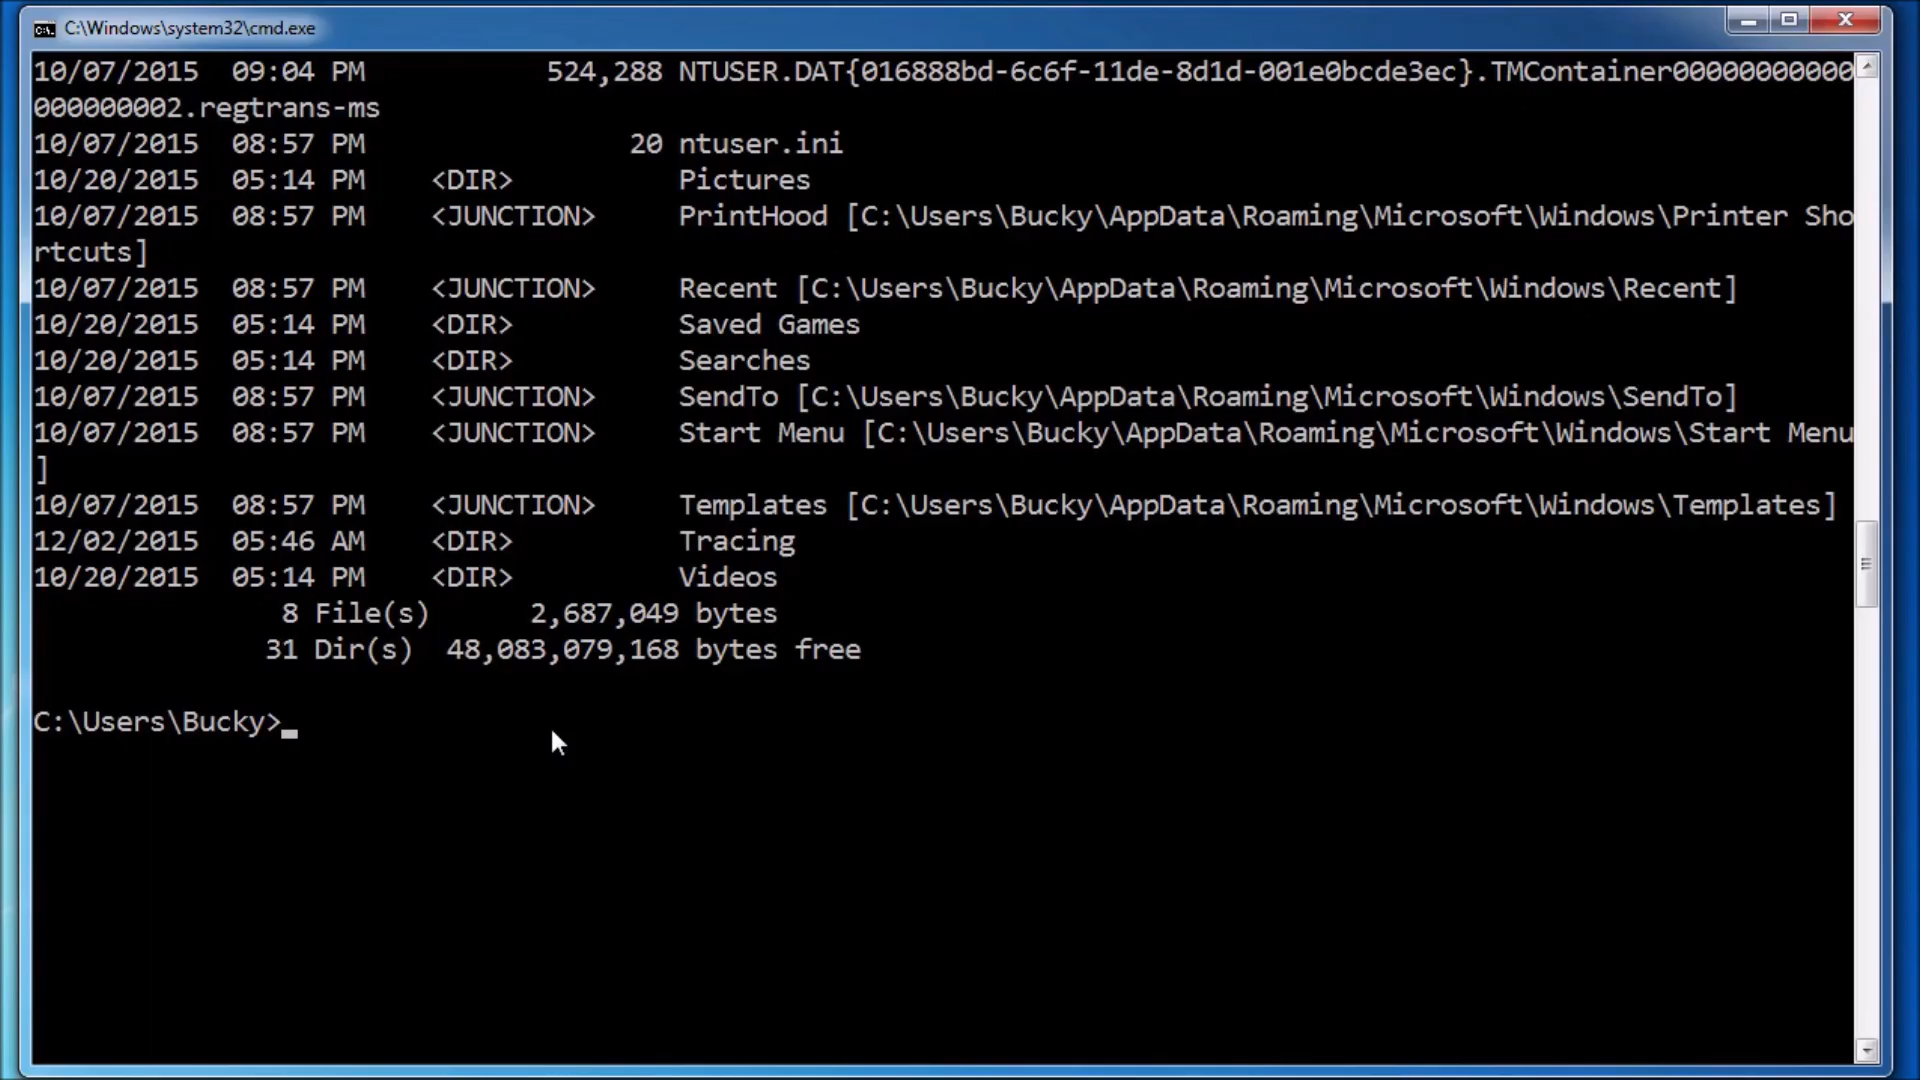 C:\Windows\system32\cmd.exe
10/07/2015  09:04 PM           524,288 NTUSER.DAT{016888bd-6c6f-11de-8d1d-001e0bcde3ec}.TMContainer00000000000
000000002.regtrans-ms
10/07/2015  08:57 PM                20 ntuser.ini
10/20/2015  05:14 PM    <DIR>          Pictures
10/07/2015  08:57 PM    <JUNCTION>     PrintHood [C:\Users\Bucky\AppData\Roaming\Microsoft\Windows\Printer Sho
rtcuts]
10/07/2015  08:57 PM    <JUNCTION>     Recent [C:\Users\Bucky\AppData\Roaming\Microsoft\Windows\Recent]
10/20/2015  05:14 PM    <DIR>          Saved Games
10/20/2015  05:14 PM    <DIR>          Searches
10/07/2015  08:57 PM    <JUNCTION>     SendTo [C:\Users\Bucky\AppData\Roaming\Microsoft\Windows\SendTo]
10/07/2015  08:57 PM    <JUNCTION>     Start Menu [C:\Users\Bucky\AppData\Roaming\Microsoft\Windows\Start Menu
]
10/07/2015  08:57 PM    <JUNCTION>     Templates [C:\Users\Bucky\AppData\Roaming\Microsoft\Windows\Templates]
12/02/2015  05:46 AM    <DIR>          Tracing
10/20/2015  05:14 PM    <DIR>          Videos
8 File(s)      2,687,049 bytes
31 Dir(s)  48,083,079,168 bytes free
C:\Users\Bucky>_